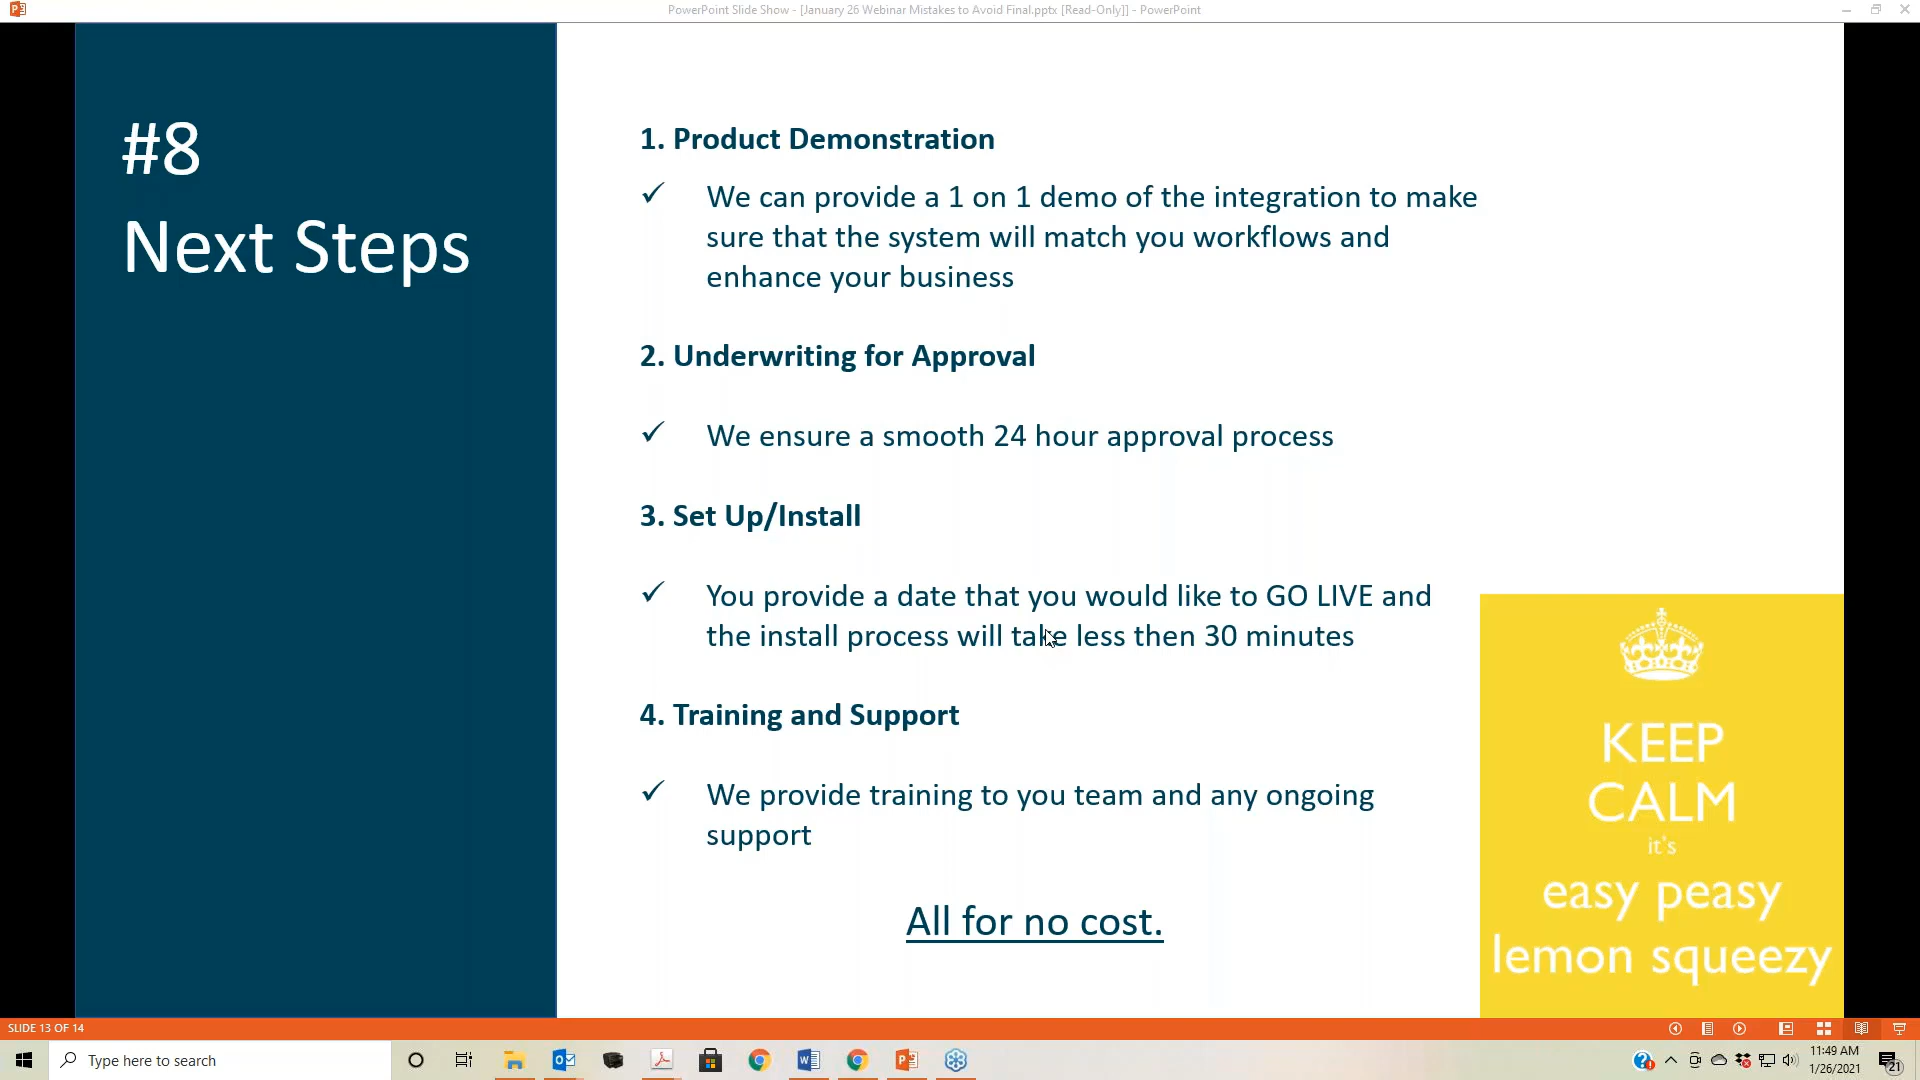 PowerPoint Slide Show - [January 26 Webinar Mistakes to Avoid Final.pptx [Read-Only]] - PowerPoint
#8
Next Steps
1. Product Demonstration
✓ We can provide a 1 on 1 demo of the integration to make
sure that the system will match you workflows and
enhance your business
2. Underwriting for Approval
✓ We ensure a smooth 24 hour approval process
3. Set Up/Install
✓ You provide a date that you would like to GO LIVE and
the install process will take less then 30 minutes
4. Training and Support
✓ We provide training to you team and any ongoing
support
All for no cost.
KEEP
CALM
it's
easy peasy
lemon squeezy
SLIDE 13 OF 14
Type here to search
11:49 AM
1/26/2021
21